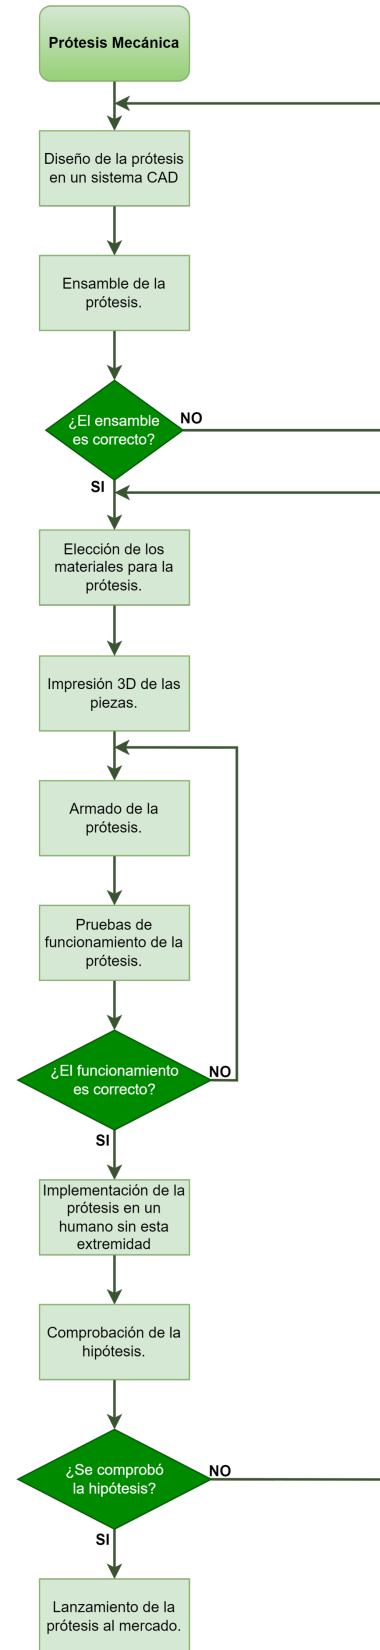 Prótesis Mecánica
Diseño de la prótesis
en un sistema CAD
Ensamble de la
prótesis.
¿El ensamble
es correcto?
NO
SI
Elección de los
materiales para la
prótesis.
Impresión 3D de las
piezas.
Armado de la
prótesis.
Pruebas de
funcionamiento de la
prótesis.
¿El funcionamiento
es correcto?
NO
SI
Implementación de la
prótesis en un
humano sin esta
extremidad
Comprobación de la
hipótesis.
¿Se comprobó
la hipótesis?
NO
SI
Lanzamiento de la
prótesis al mercado.